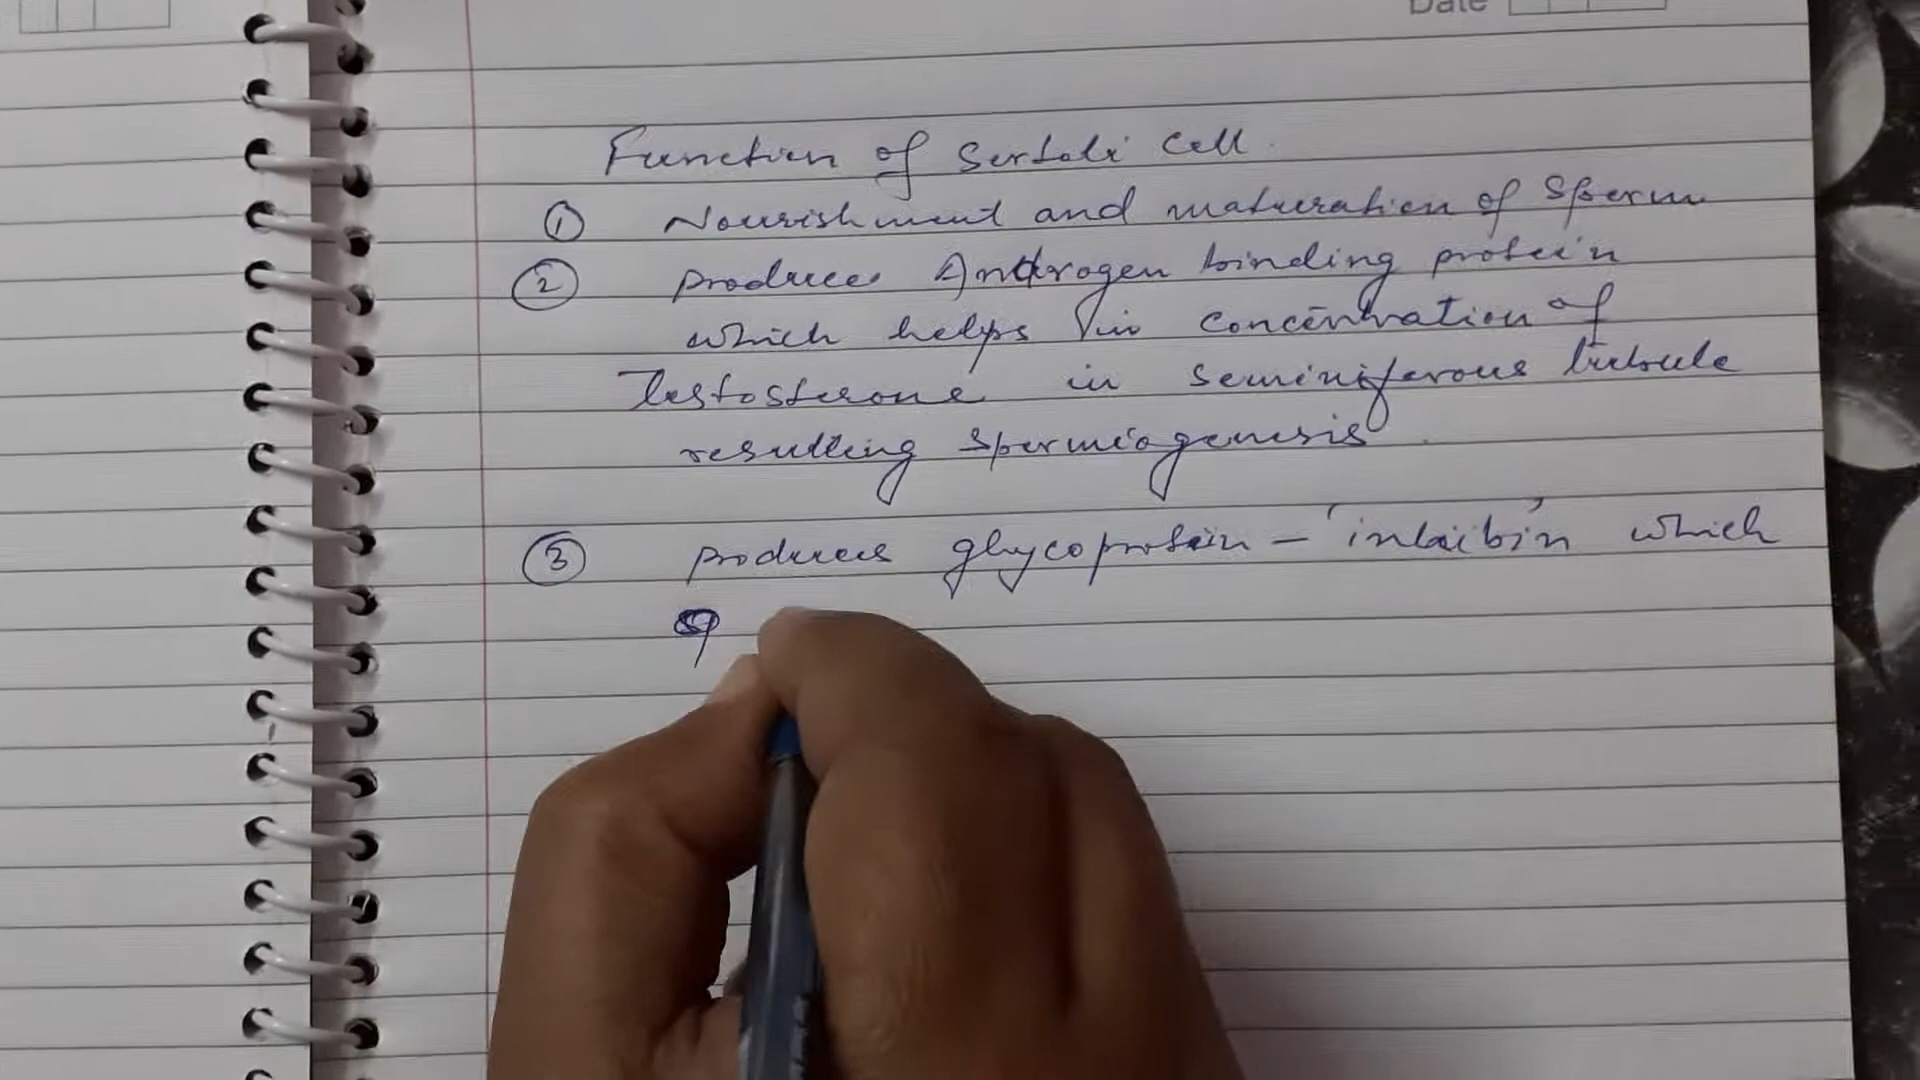 Date
Function of Sertoli Cell.
① Nourishment and maturation of Sperm
② produces Androgen binding protein
which helps in concentration of
Testosterone in seminiferous tubule
resulting spermiogenesis.
③ produces glycoprotein – 'inhibin' which